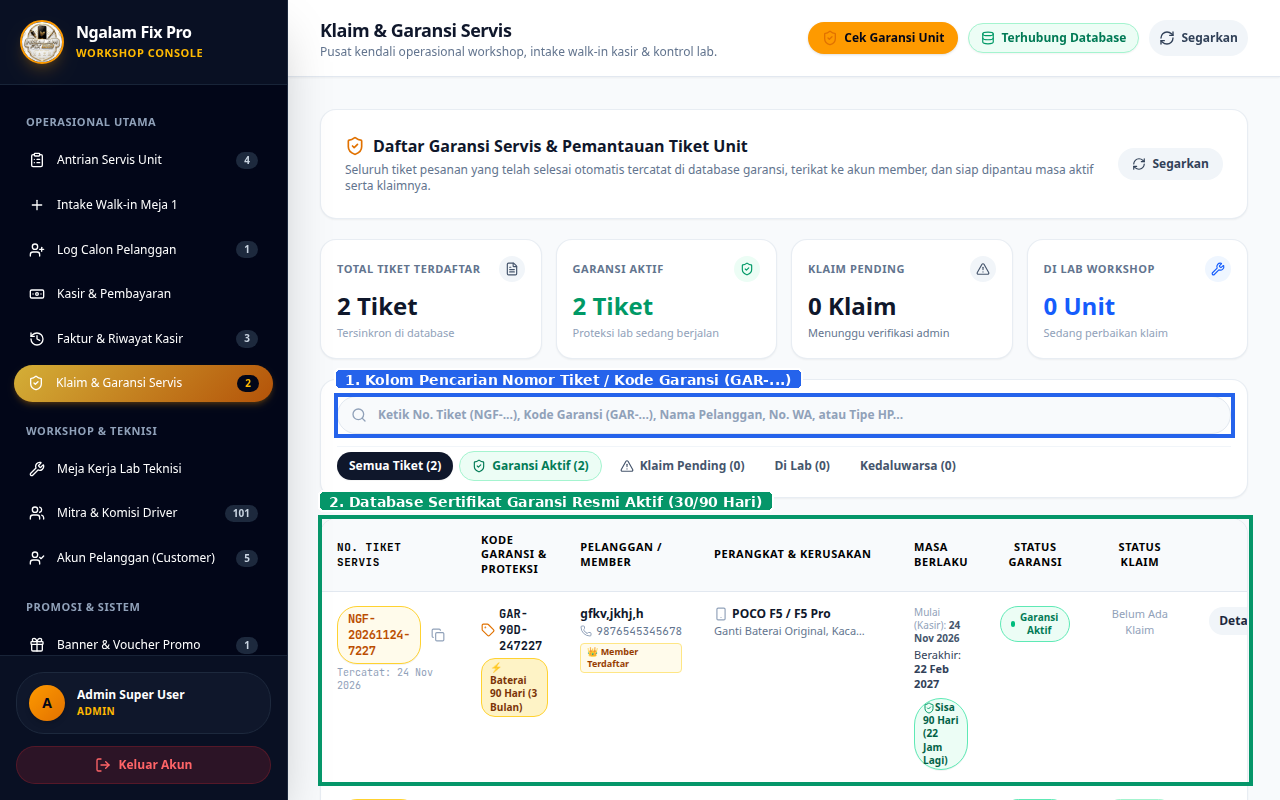 Ngalam Fix Pro
WORKSHOP CONSOLE
OPERASIONAL UTAMA
Antrian Servis Unit 4
Intake Walk-in Meja 1
Log Calon Pelanggan 1
Kasir & Pembayaran
Faktur & Riwayat Kasir 3
Klaim & Garansi Servis 2
WORKSHOP & TEKNISI
Meja Kerja Lab Teknisi
Mitra & Komisi Driver 101
Akun Pelanggan (Customer) 5
PROMOSI & SISTEM
Banner & Voucher Promo 1
A
Admin Super User
ADMIN
Keluar Akun
Klaim & Garansi Servis
Pusat kendali operasional workshop, intake walk-in kasir & kontrol lab.
Cek Garansi Unit
Terhubung Database
Segarkan
Daftar Garansi Servis & Pemantauan Tiket Unit
Seluruh tiket pesanan yang telah selesai otomatis tercatat di database garansi, terikat ke akun member, dan siap dipantau masa aktif
serta klaimnya.
Segarkan
TOTAL TIKET TERDAFTAR
2 Tiket
Tersinkron di database
GARANSI AKTIF
2 Tiket
Proteksi lab sedang berjalan
KLAIM PENDING
0 Klaim
Menunggu verifikasi admin
DI LAB WORKSHOP
0 Unit
Sedang perbaikan klaim
1. Kolom Pencarian Nomor Tiket / Kode Garansi (GAR-...)
Ketik No. Tiket (NGF-...), Kode Garansi (GAR-...), Nama Pelanggan, No. WA, atau Tipe HP...
Semua Tiket (2)
Garansi Aktif (2)
Klaim Pending (0)
Di Lab (0)
Kedaluwarsa (0)
2. Database Sertifikat Garansi Resmi Aktif (30/90 Hari)
NO. TIKET
SERVIS
KODE
GARANSI &
PROTEKSI
PELANGGAN /
MEMBER
PERANGKAT & KERUSAKAN
MASA
BERLAKU
STATUS
GARANSI
STATUS
KLAIM
NGF-
20261124-
7227
Tercatat: 24 Nov
2026
GAR-
90D-
247227
⚡
Baterai
90 Hari (3
Bulan)
gfkv,jkhj,h
9876545345678
👑 Member
Terdaftar
POCO F5 / F5 Pro
Ganti Baterai Original, Kaca...
Mulai
(Kasir): 24
Nov 2026
Berakhir:
22 Feb
2027
Sisa
90 Hari
(22
Jam
Lagi)
Garansi
Aktif
Belum Ada
Klaim
Deta